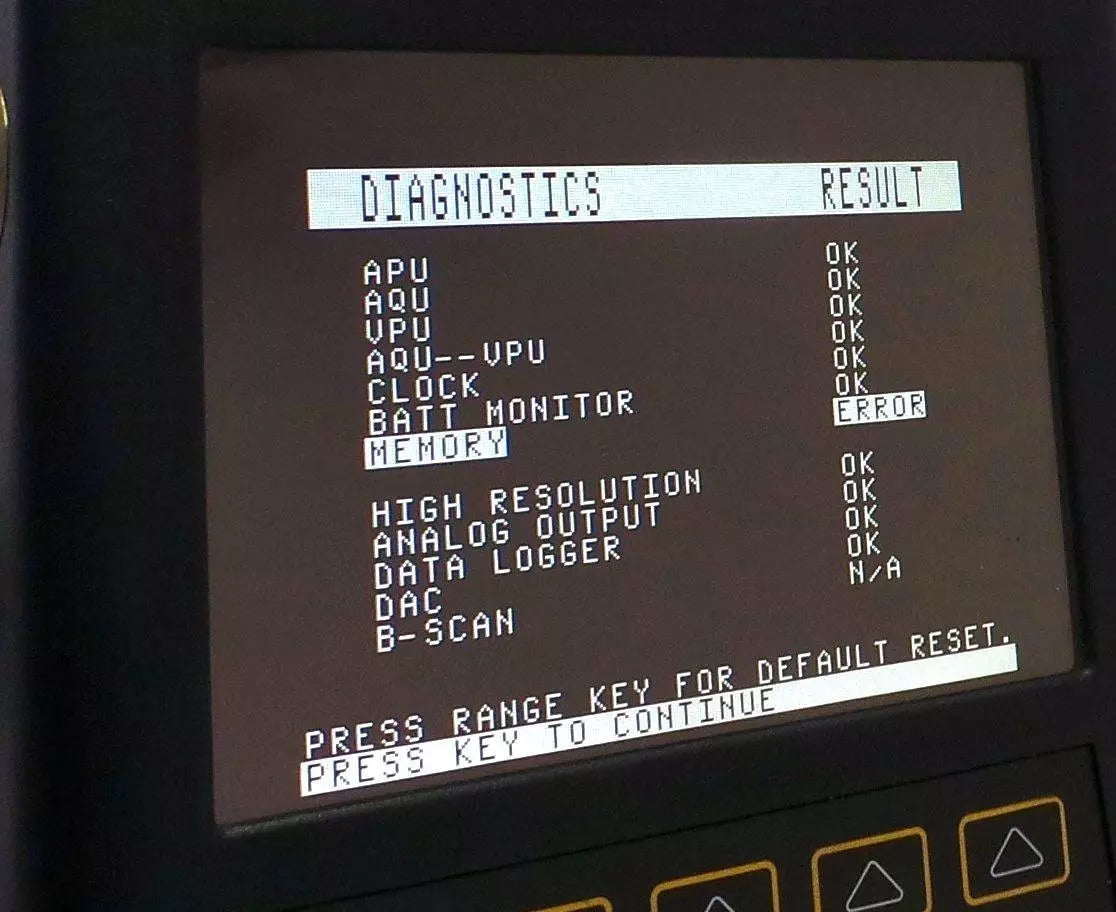 DIAGNOSTICS RESULT
APU OK
AQU OK
VPU OK
AQU--VPU OK
CLOCK OK
BATT MONITOR OK
MEMORY ERROR
HIGH RESOLUTION OK
ANALOG OUTPUT OK
DATA LOGGER OK
DAC OK
B-SCAN N/A
PRESS RANGE KEY FOR DEFAULT RESET.
PRESS KEY TO CONTINUE